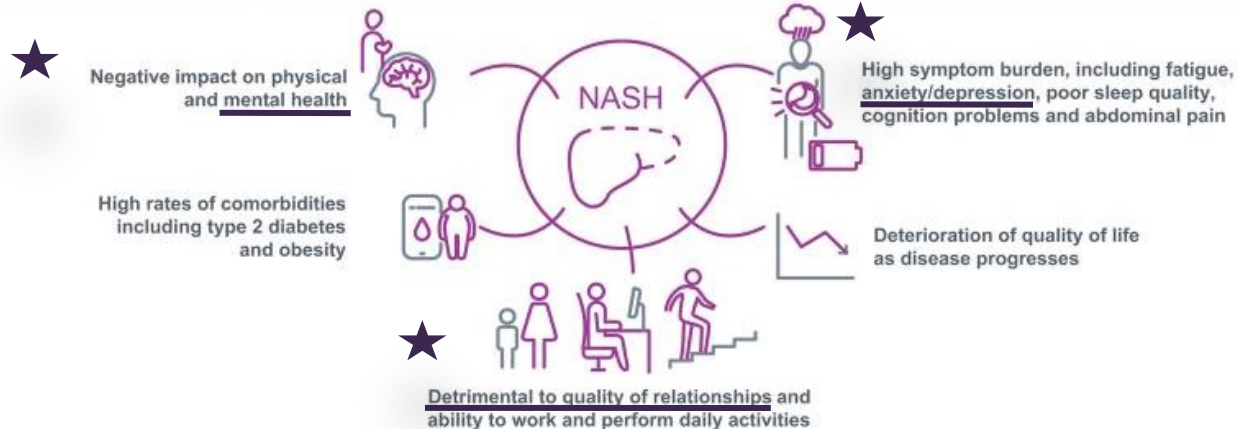 NASH
Negative impact on physical
and mental health
High symptom burden, including fatigue,
anxiety/depression, poor sleep quality,
cognition problems and abdominal pain
High rates of comorbidities
including type 2 diabetes
and obesity
Deterioration of quality of life
as disease progresses
Detrimental to quality of relationships and
ability to work and perform daily activities